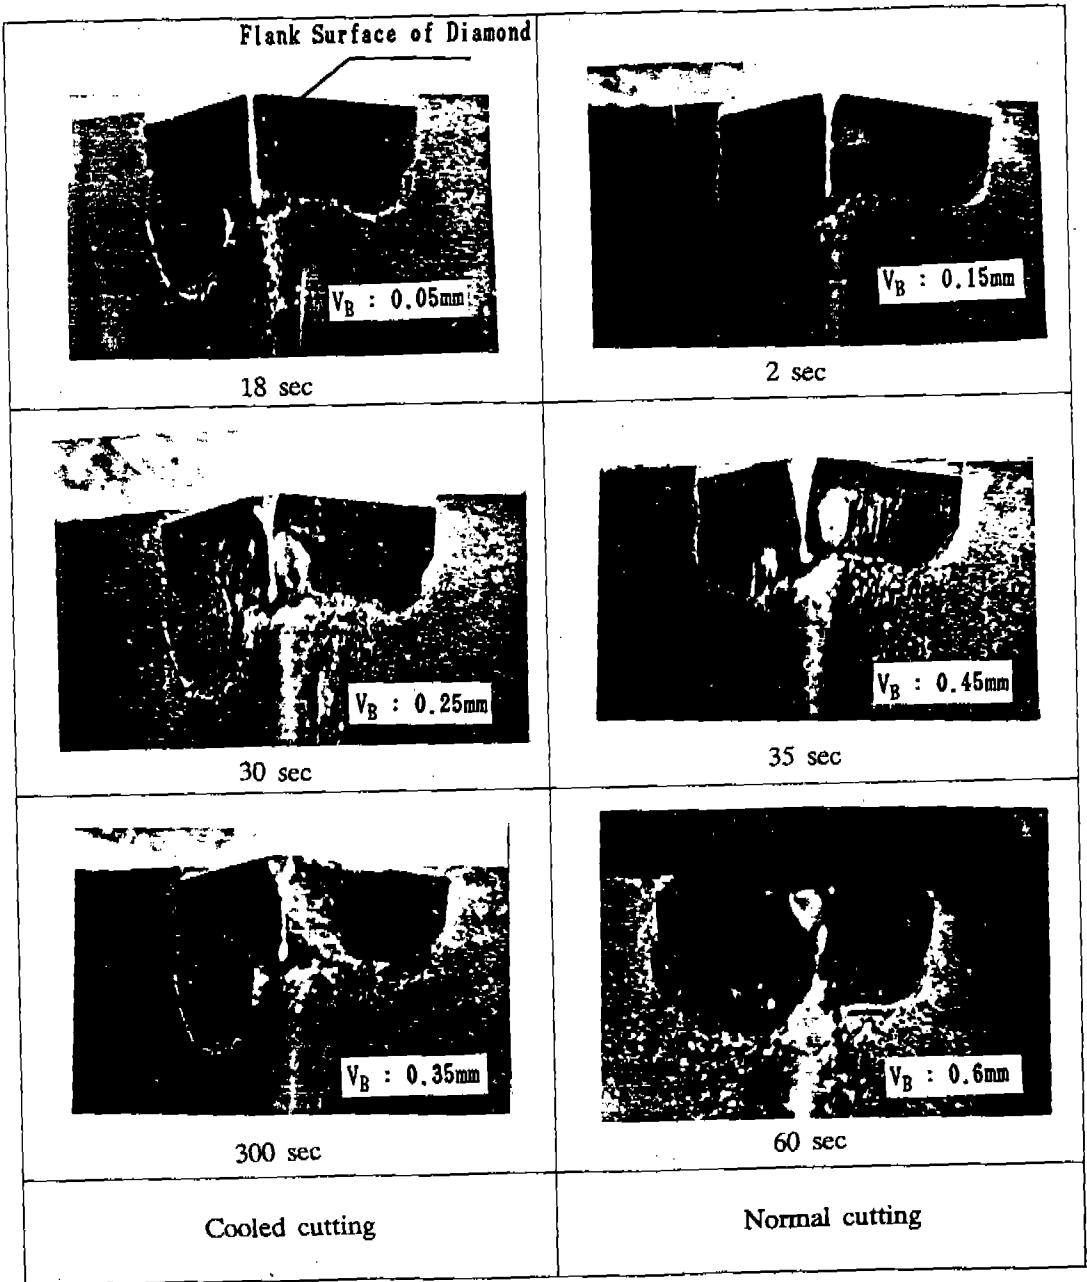 Flank Surface of Diamond
V_B : 0.05mm
18 sec
V_B : 0.15mm
2 sec
V_B : 0.25mm
30 sec
V_B : 0.45mm
35 sec
V_B : 0.35mm
300 sec
V_B : 0.6mm
60 sec
Cooled cutting
Normal cutting